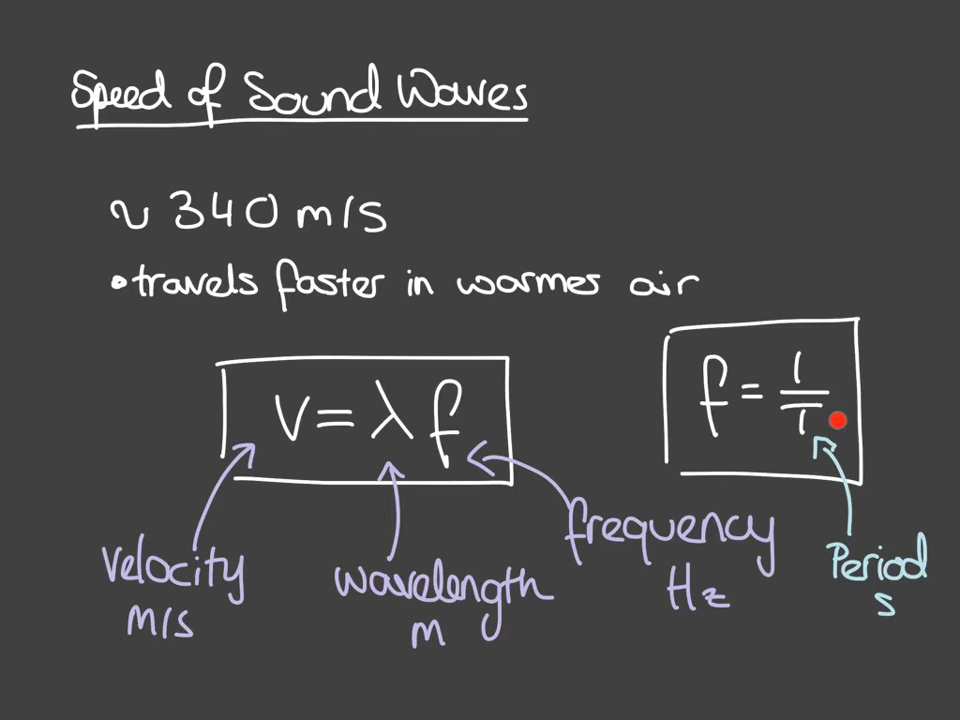 Speed of Sound Waves
~ 340 m/s
•travels faster in warmer air
v = λ f
f = 1/T
velocity
m/s
wavelength
m
frequency
Hz
Period
s